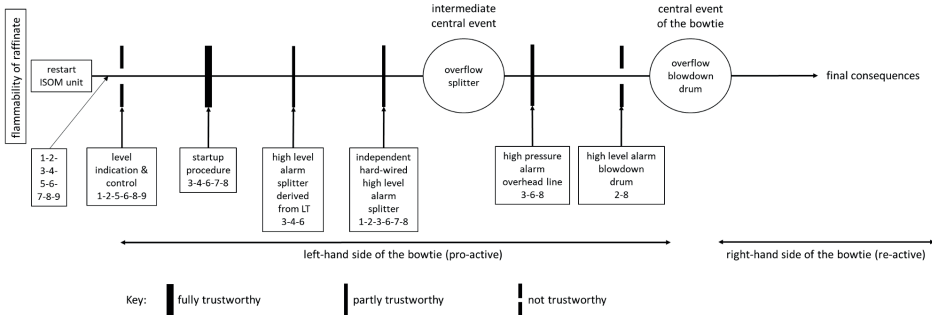 intermediate
central event
central event
of the bowtie
flammability of raffinate
restart
ISOM unit
overflow
splitter
overflow
blowdown
drum
final consequences
1-2-
3-4-
5-6-
7-8-9
level
indication &
control
1-2-5-6-8-9
startup
procedure
3-4-6-7-8
high level
alarm
splitter
derived
from LT
3-4-6
independent
hard-wired
high level
alarm
splitter
1-2-3-6-7-8
high pressure
alarm
overhead line
3-6-8
high level alarm
blowdown
drum
2-8
left-hand side of the bowtie (pro-active)
right-hand side of the bowtie (re-active)
Key: fully trustworthy partly trustworthy not trustworthy